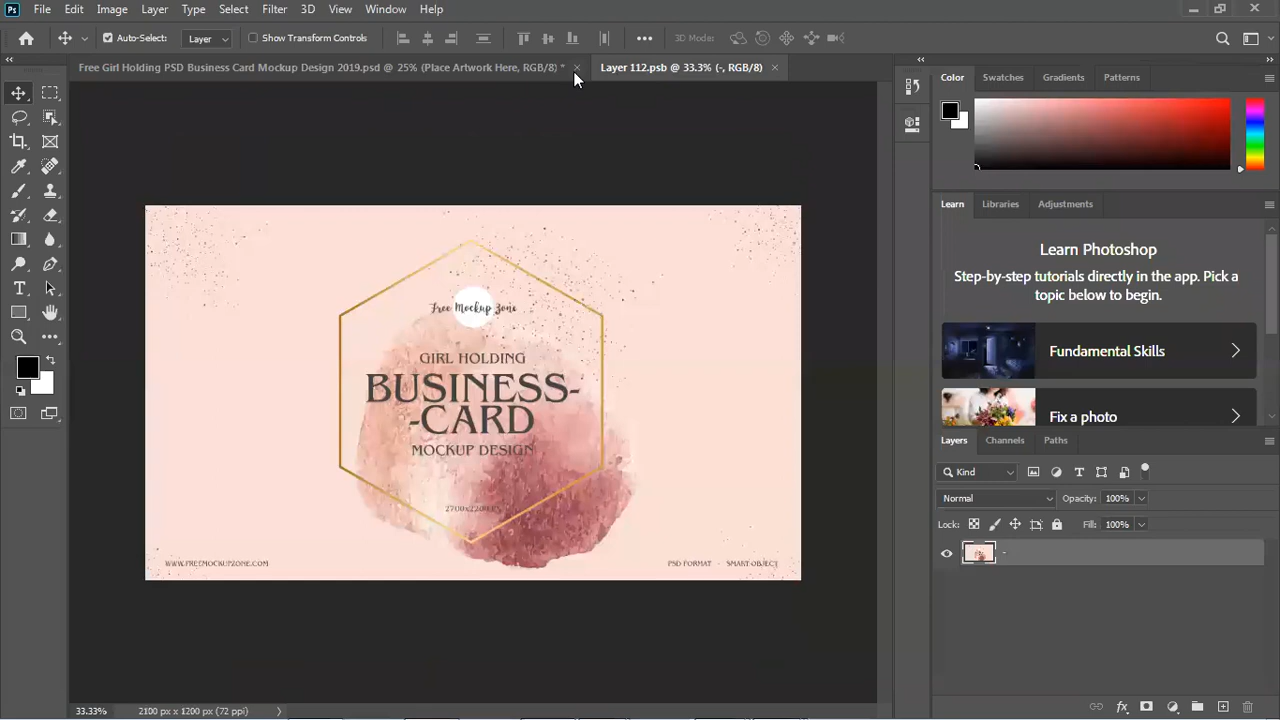 Ps File Edit Image Layer Type Select Filter 3D View Window Help
Auto-Select: Layer Show Transform Controls 3D Mode:
Free Girl Holding PSD Business Card Mockup Design 2019.psd @ 25% (Place Artwork Here, RGB/8) * × Layer 112.psb @ 33.3% (-, RGB/8) ×
Color Swatches Gradients Patterns
Learn Libraries Adjustments
Learn Photoshop
Step-by-step tutorials directly in the app. Pick a
topic below to begin.
Fundamental Skills
Fix a photo
Free Mockup Zone
GIRL HOLDING
BUSINESS-
-CARD
MOCKUP DESIGN
WWW.FREEMOCKUPZONE.COM
PSD FORMAT - SMART-OBJECT
Layers Channels Paths
Kind
Normal Opacity: 100%
Lock: Fill: 100%
-
33.33% 2100 px x 1200 px (72 ppi)